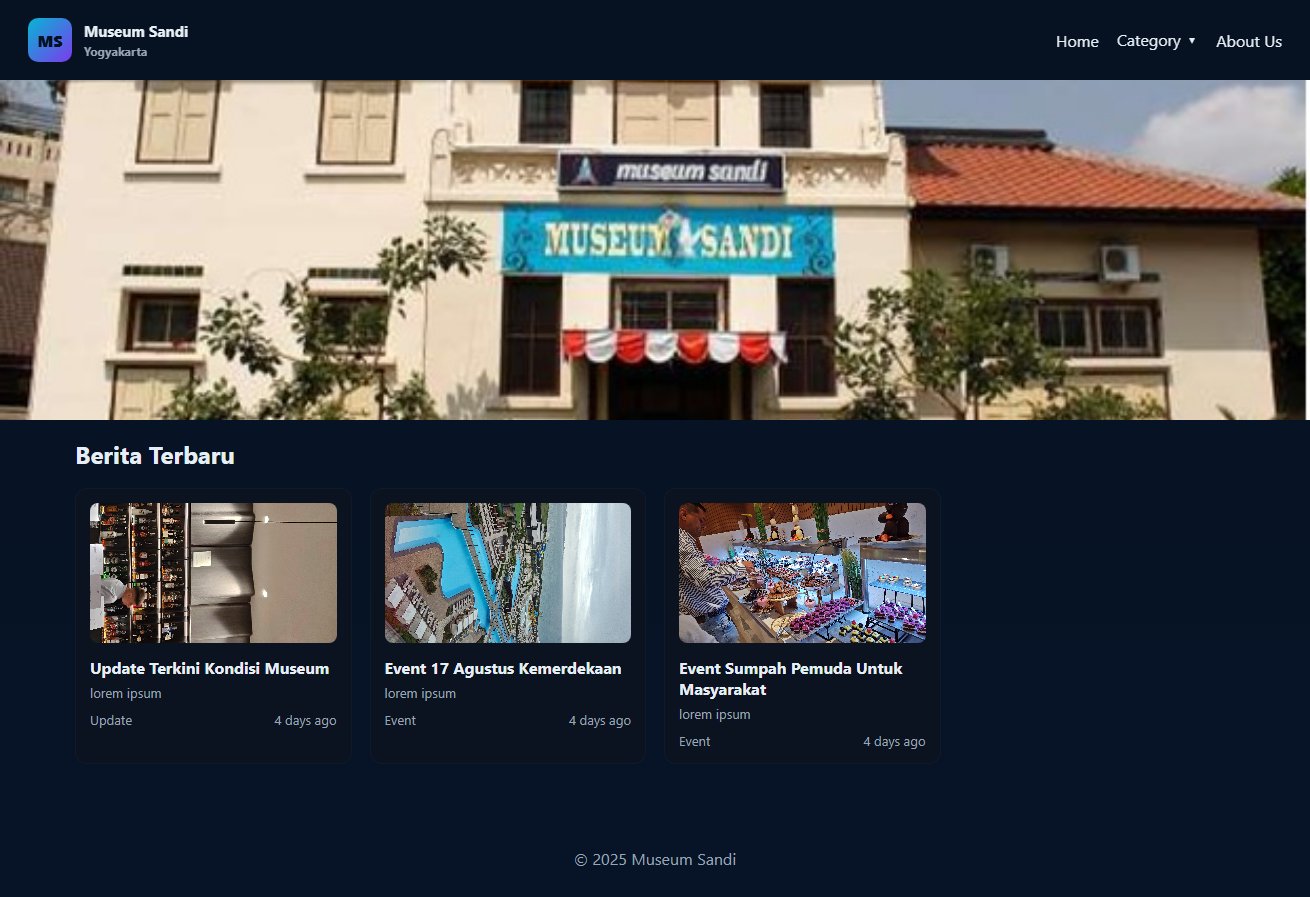 MS
Museum Sandi
Yogyakarta
Home
Category ▼
About Us
museum sandi
MUSEUM SANDI
Berita Terbaru
Update Terkini Kondisi Museum
lorem ipsum
Update
4 days ago
Event 17 Agustus Kemerdekaan
lorem ipsum
Event
4 days ago
Event Sumpah Pemuda Untuk
Masyarakat
lorem ipsum
Event
4 days ago
© 2025 Museum Sandi